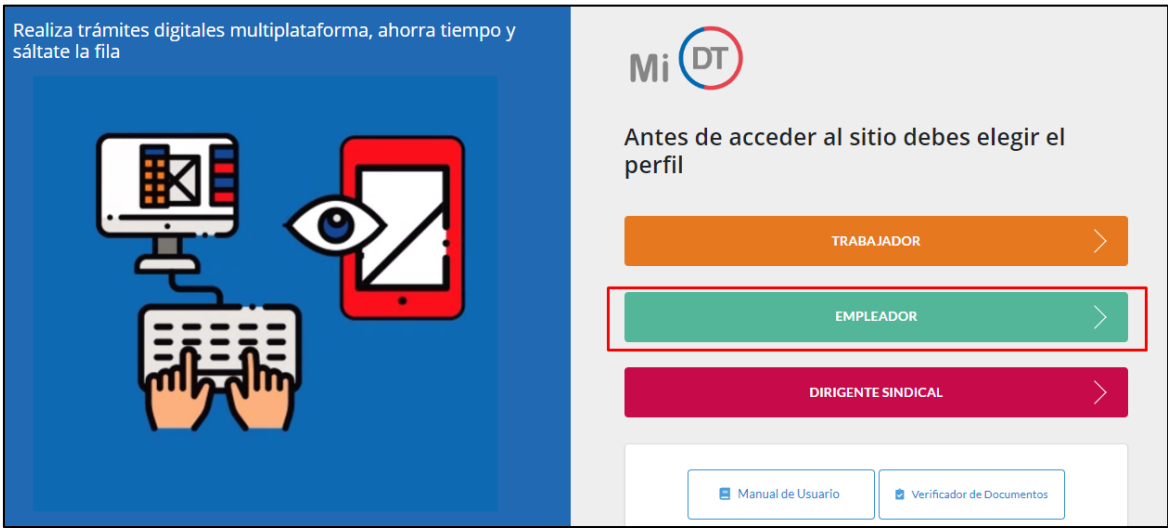 Realiza trámites digitales multiplataforma, ahorra tiempo y
sáltate la fila
Mi DT
Antes de acceder al sitio debes elegir el
perfil
TRABAJADOR
EMPLEADOR
DIRIGENTE SINDICAL
Manual de Usuario
Verificador de Documentos